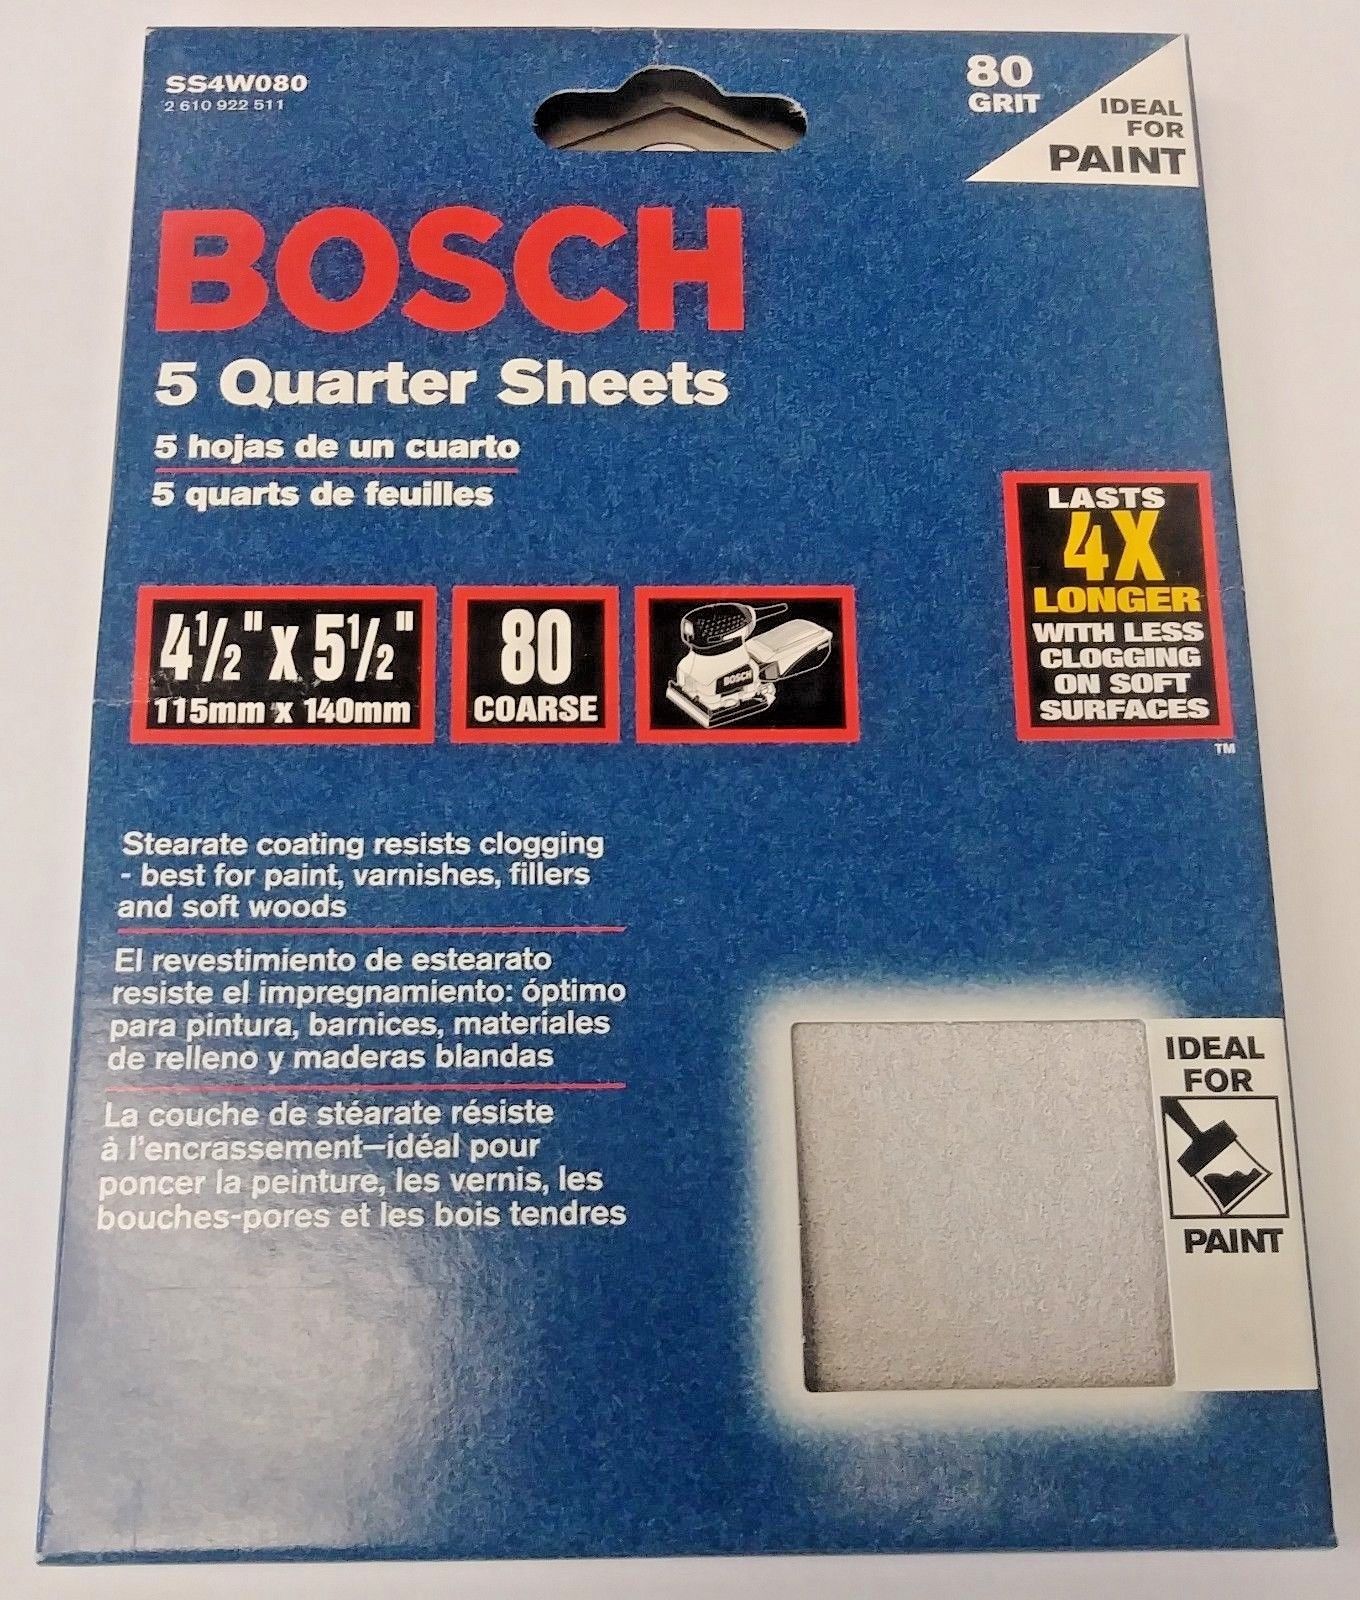 SS4W080
2 610 922 511
80
GRIT
IDEAL
FOR
PAINT
BOSCH
5 Quarter Sheets
5 hojas de un cuarto
5 quarts de feuilles
LASTS
4X
LONGER
WITH LESS
CLOGGING
ON SOFT
SURFACES
TM
4½" x 5½"
115mm x 140mm
80
COARSE
BOSCH
Stearate coating resists clogging
- best for paint, varnishes, fillers
and soft woods
El revestimiento de estearato
resiste el impregnamiento: óptimo
para pintura, barnices, materiales
de relleno y maderas blandas
La couche de stéarate résiste
à l'encrassement—idéal pour
poncer la peinture, les vernis, les
bouches-pores et les bois tendres
IDEAL
FOR
PAINT